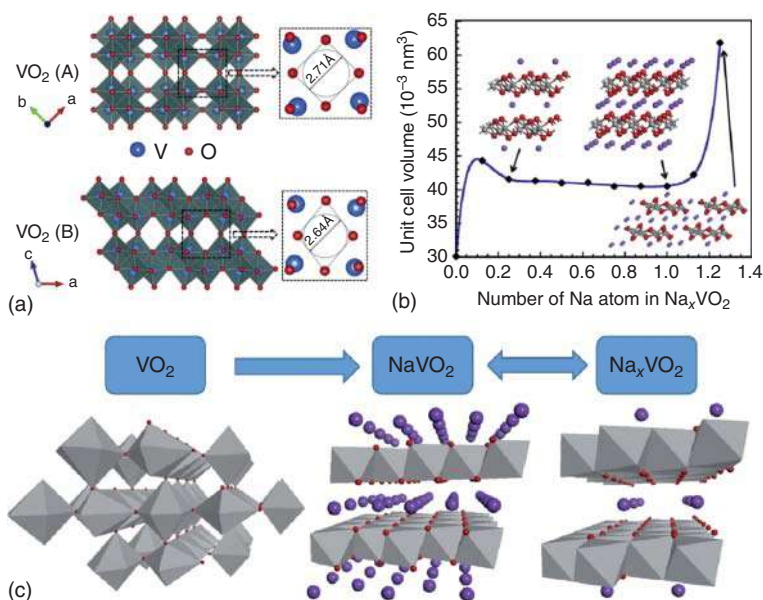 VO₂ (A)
b
a
2.71Å
V
O
VO₂ (B)
c
a
2.64Å
(a)
Unit cell volume (10⁻³ nm³)
65
60
55
50
45
40
35
30
0.0 0.2 0.4 0.6 0.8 1.0 1.2 1.4
Number of Na atom in NaₓVO₂
(b)
VO₂
NaVO₂
NaₓVO₂
(c)